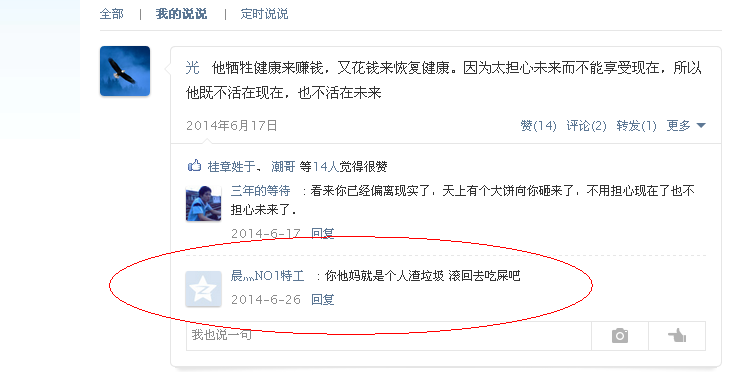 全部 | 我的说说 | 定时说说
光 他牺牲健康来赚钱，又花钱来恢复健康。因为太担心未来而不能享受现在，所以
他既不活在现在，也不活在未来
2014年6月17日 赞(14) 评论(2) 转发(1) 更多
桂章姓于、 潮哥 等14人觉得很赞
三年的等待 ：看来你已经偏离现实了，天上有个大饼向你砸来了，不用担心现在了也不
担心未来了.
2014-6-17 回复
晨灬NO1特工 ：你他妈就是个人渣垃圾 滚回去吃屎吧
2014-6-26 回复
我也说一句